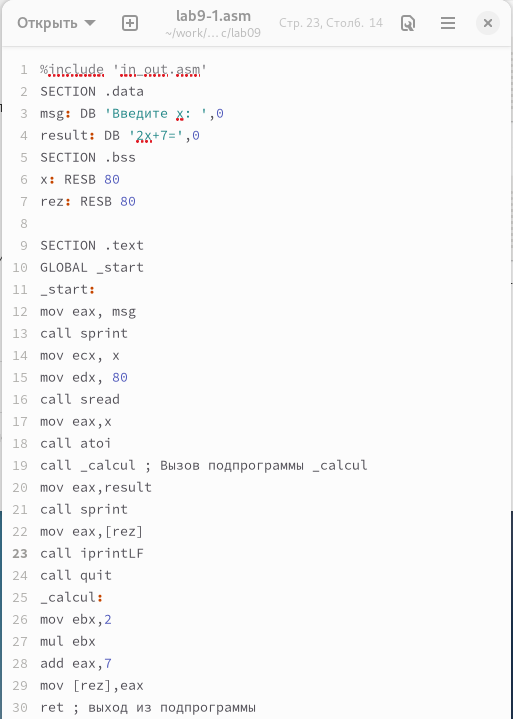 Открыть
lab9-1.asm
~/work/... c/lab09
Стр. 23, Столб. 14
1 %include 'in_out.asm'
2 SECTION .data
3 msg: DB 'Введите x: ',0
4 result: DB '2x+7=',0
5 SECTION .bss
6 x: RESB 80
7 rez: RESB 80
8
9 SECTION .text
10 GLOBAL _start
11 _start:
12 mov eax, msg
13 call sprint
14 mov ecx, x
15 mov edx, 80
16 call sread
17 mov eax,x
18 call atoi
19 call _calcul ; Вызов подпрограммы _calcul
20 mov eax,result
21 call sprint
22 mov eax,[rez]
23 call iprintLF
24 call quit
25 _calcul:
26 mov ebx,2
27 mul ebx
28 add eax,7
29 mov [rez],eax
30 ret ; выход из подпрограммы